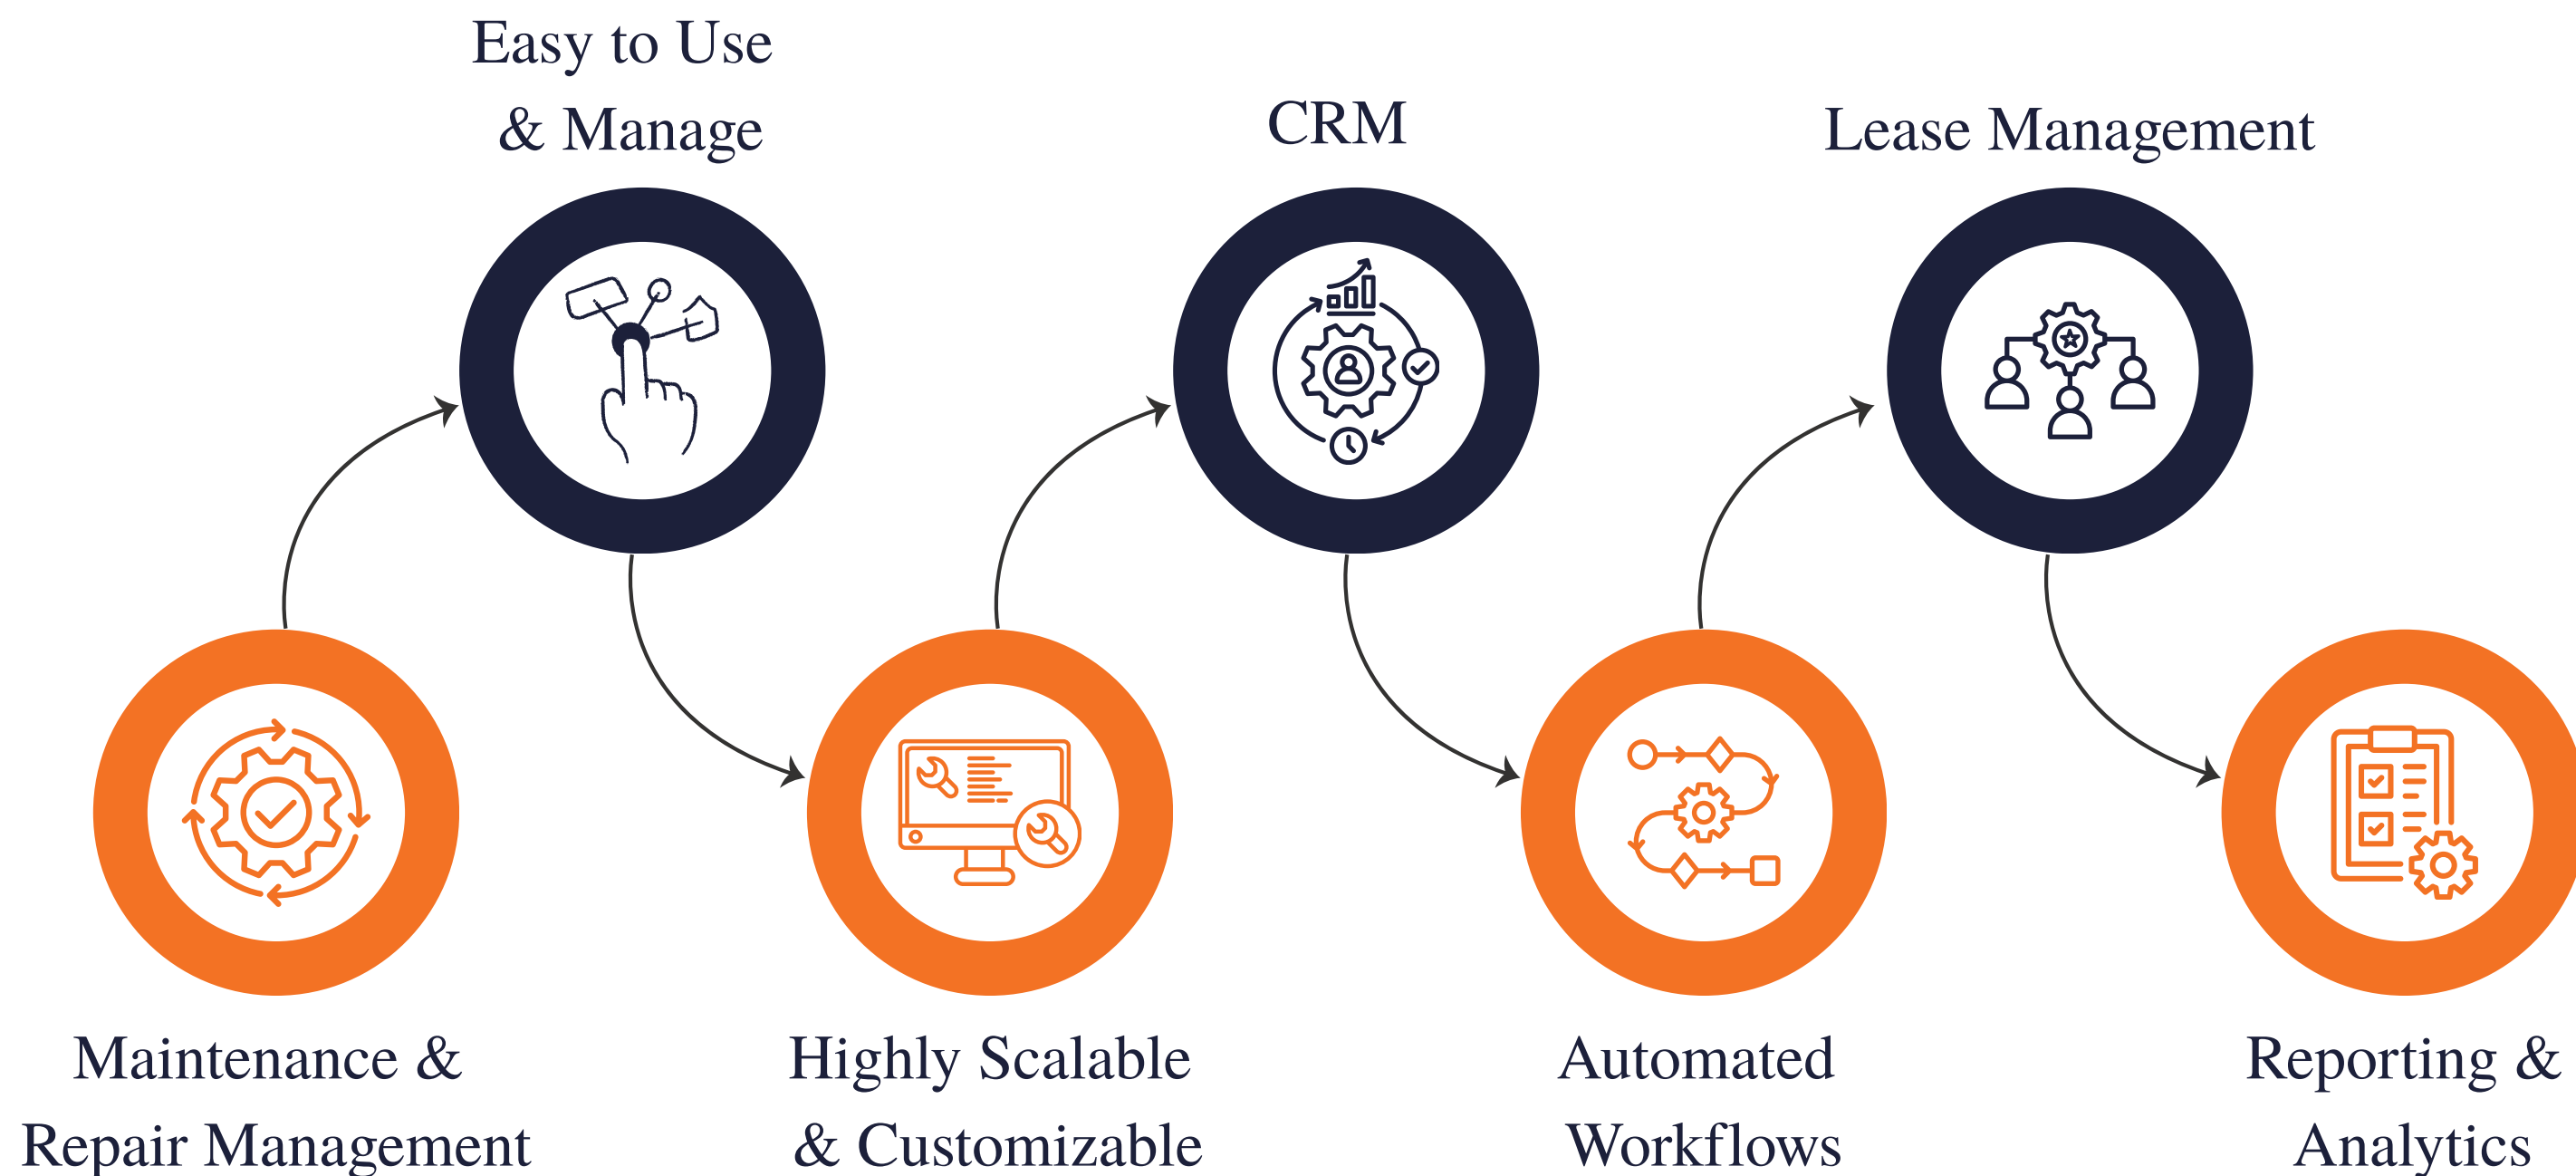 Easy to Use
& Manage
CRM
Lease Management
Maintenance &
Repair Management
Highly Scalable
& Customizable
Automated
Workflows
Reporting &
Analytics